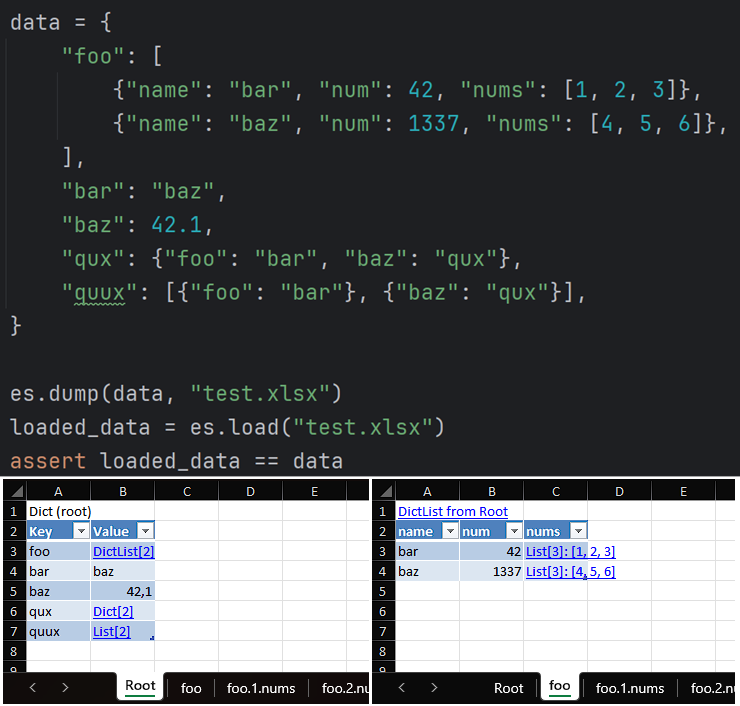 data = {
"foo": [
{"name": "bar", "num": 42, "nums": [1, 2, 3]},
{"name": "baz", "num": 1337, "nums": [4, 5, 6]},
],
"bar": "baz",
"baz": 42.1,
"qux": {"foo": "bar", "baz": "qux"},
"quux": [{"foo": "bar"}, {"baz": "qux"}],
}
es.dump(data, "test.xlsx")
loaded_data = es.load("test.xlsx")
assert loaded_data == data
A B C D E
1 Dict (root)
2 Key Value
3 foo DictList[2]
4 bar baz
5 baz 42,1
6 qux Dict[2]
7 quux List[2]
8
9
< > Root foo foo.1.nums foo.2.nu
A B C D E
1 DictList from Root
2 name num nums
3 bar 42 List[3]: [1, 2, 3]
4 baz 1337 List[3]: [4, 5, 6]
5
6
7
8
9
< > Root foo foo.1.nums foo.2.nu